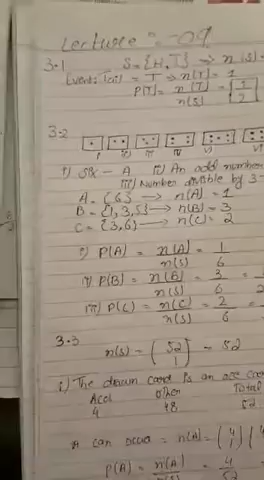 Lecture :- 09
3.1 S = {H, T} ⇒ n(S) =
Event: Tail = T ⇒ n(T) = 1
P(T) = n(T)/n(S) = 1/2
3.2
I II III IV V VI
i) Six - A ii) An odd number
iii) Number divisible by 3 -
A = {6} → n(A) = 1
B = {1,3,5} → n(B) = 3
C = {3,6} → n(C) = 2
i) P(A) = n(A)/n(S) = 1/6
ii) P(B) = n(B)/n(S) = 3/6 = 1/2
iii) P(C) = n(C)/n(S) = 2/6 =
3.3
n(S) = (52 1) = 52
i) The drawn card is an ace
Aces other Total
4 48 52
A can occur = n(A) = (4 1)
P(A) = n(A)/n(S) = 4/52 =